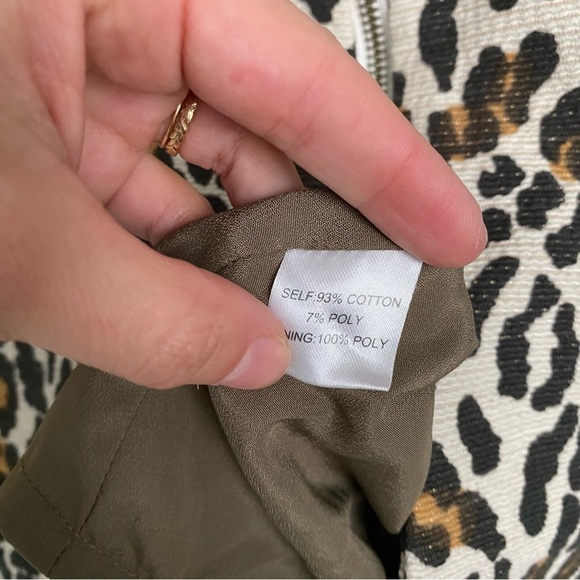 SELF:93% COTTON
7% POLY
NING:100% POLY